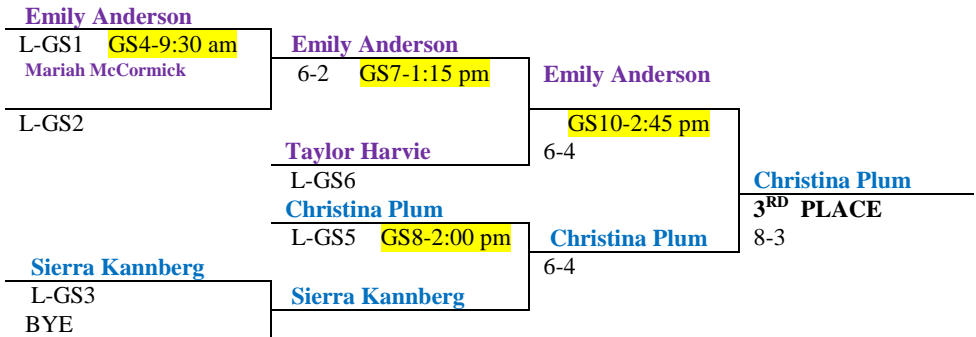 Emily Anderson
L-GS1 GS4-9:30 am
Mariah McCormick
L-GS2
Emily Anderson
6-2 GS7-1:15 pm
Emily Anderson
GS10-2:45 pm
6-4
Taylor Harvie
L-GS6
Christina Plum
L-GS5 GS8-2:00 pm
Christina Plum
6-4
Christina Plum
3RD PLACE
8-3
Sierra Kannberg
L-GS3
BYE
Sierra Kannberg